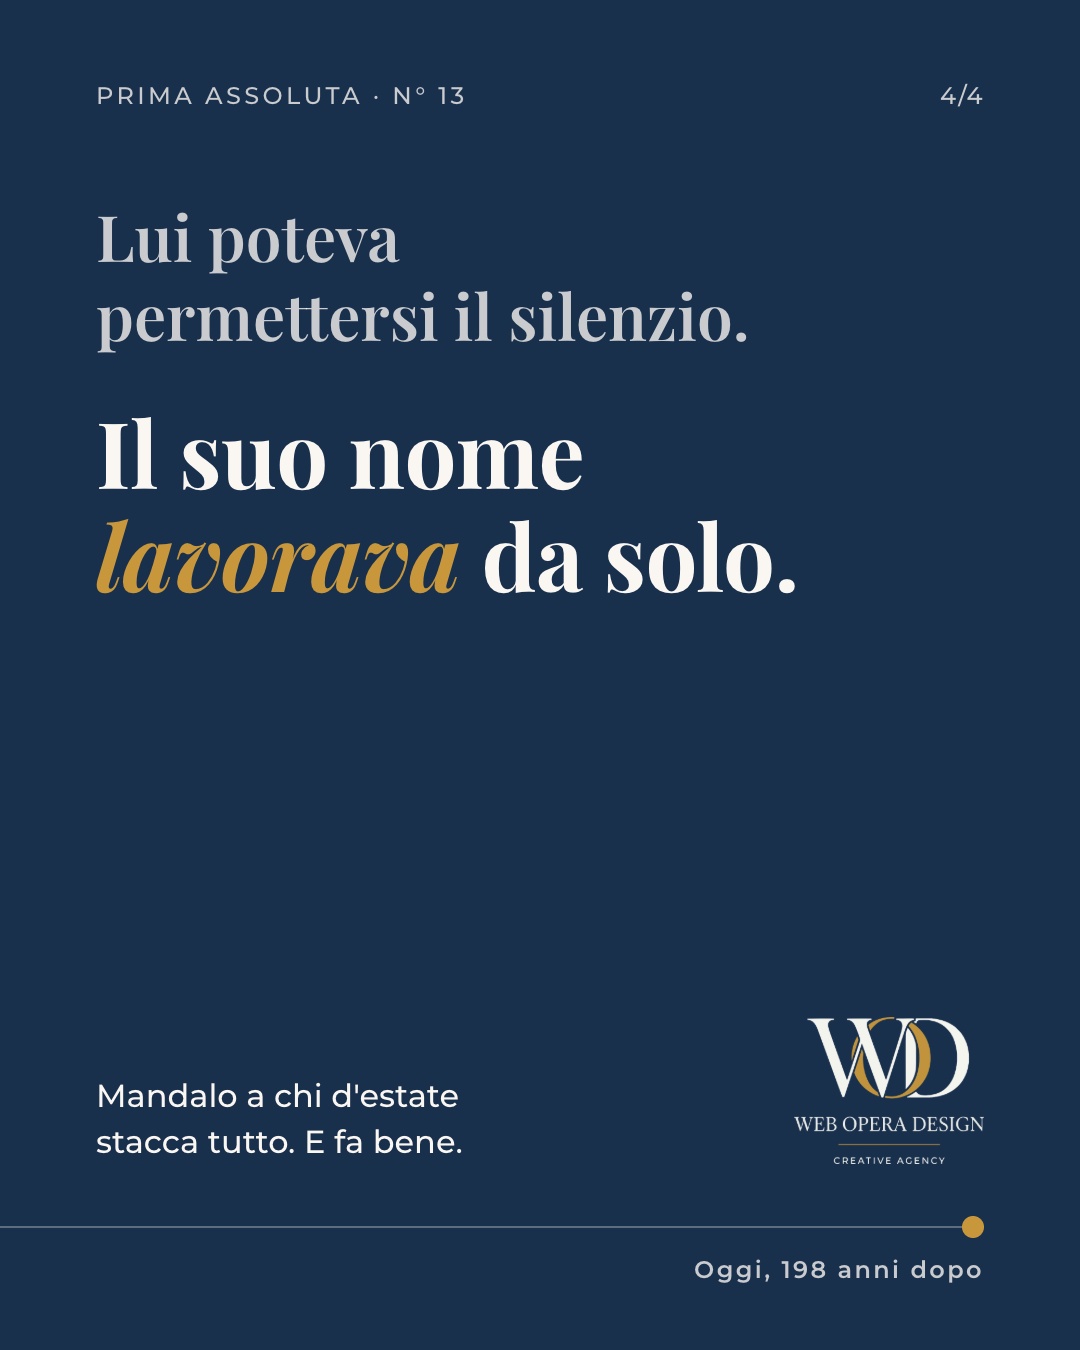 PRIMA ASSOLUTA · N° 13
4/4
Lui poteva
permettersi il silenzio.
Il suo nome
lavorava da solo.
Mandalo a chi d'estate
stacca tutto. E fa bene.
WOD
WEB OPERA DESIGN
CREATIVE AGENCY
Oggi, 198 anni dopo